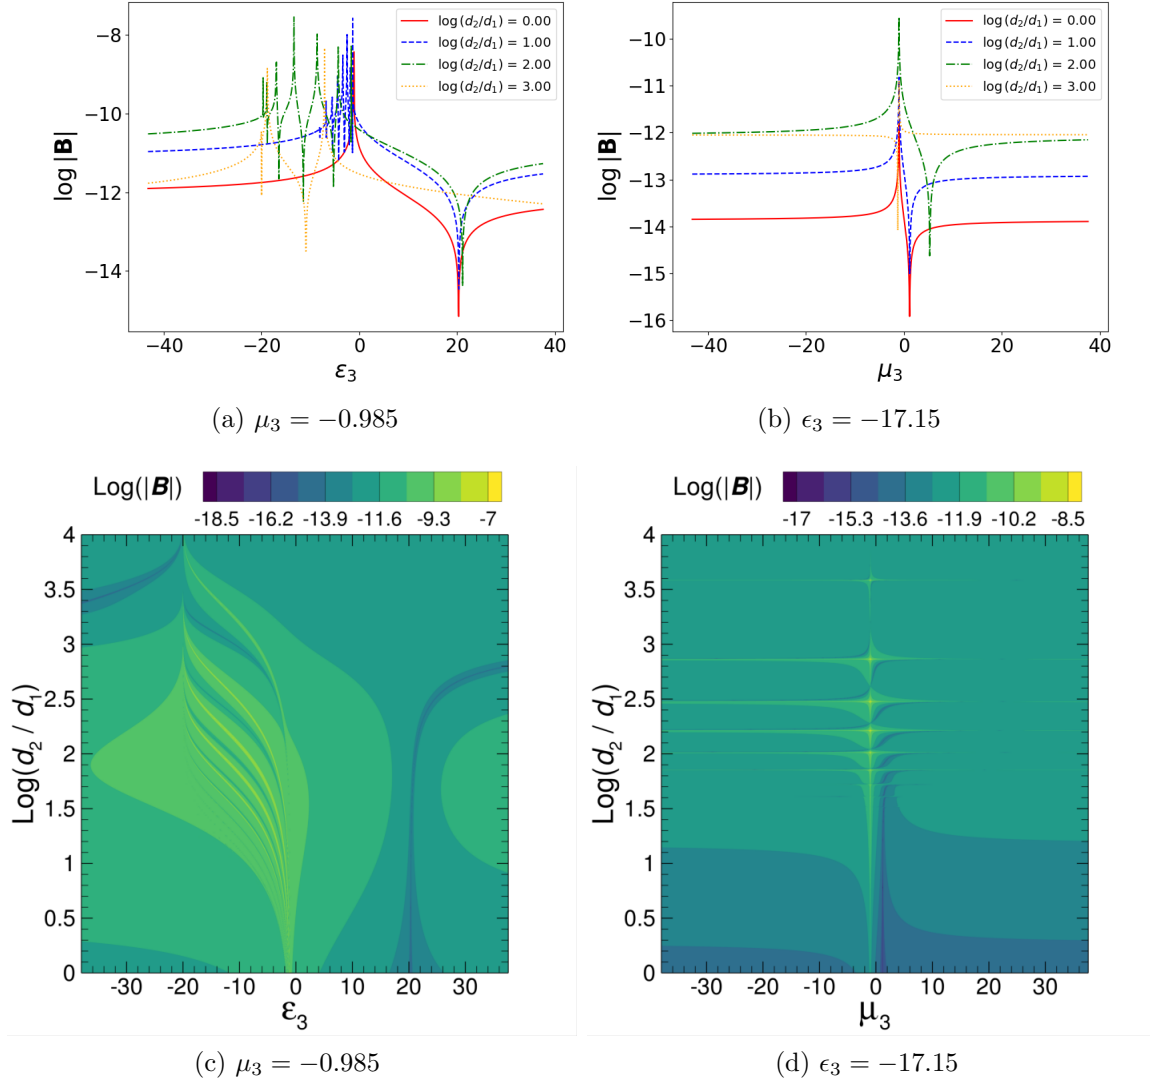 log (d₂/d₁) = 0.00
log (d₂/d₁) = 1.00
log (d₂/d₁) = 2.00
log (d₂/d₁) = 3.00
−8
−10
−12
−14
log |B|
−40 −20 0 20 40
ε₃
(a) μ₃ = −0.985
log (d₂/d₁) = 0.00
log (d₂/d₁) = 1.00
log (d₂/d₁) = 2.00
log (d₂/d₁) = 3.00
−10
−11
−12
−13
−14
−15
−16
log |B|
−40 −20 0 20 40
μ₃
(b) ϵ₃ = −17.15
Log(|B|)
-18.5 -16.2 -13.9 -11.6 -9.3 -7
4
3.5
3
2.5
2
1.5
1
0.5
0
Log(d₂ / d₁)
-30 -20 -10 0 10 20 30
ε₃
(c) μ₃ = −0.985
Log(|B|)
-17 -15.3 -13.6 -11.9 -10.2 -8.5
4
3.5
3
2.5
2
1.5
1
0.5
0
Log(d₂ / d₁)
-30 -20 -10 0 10 20 30
μ₃
(d) ϵ₃ = −17.15